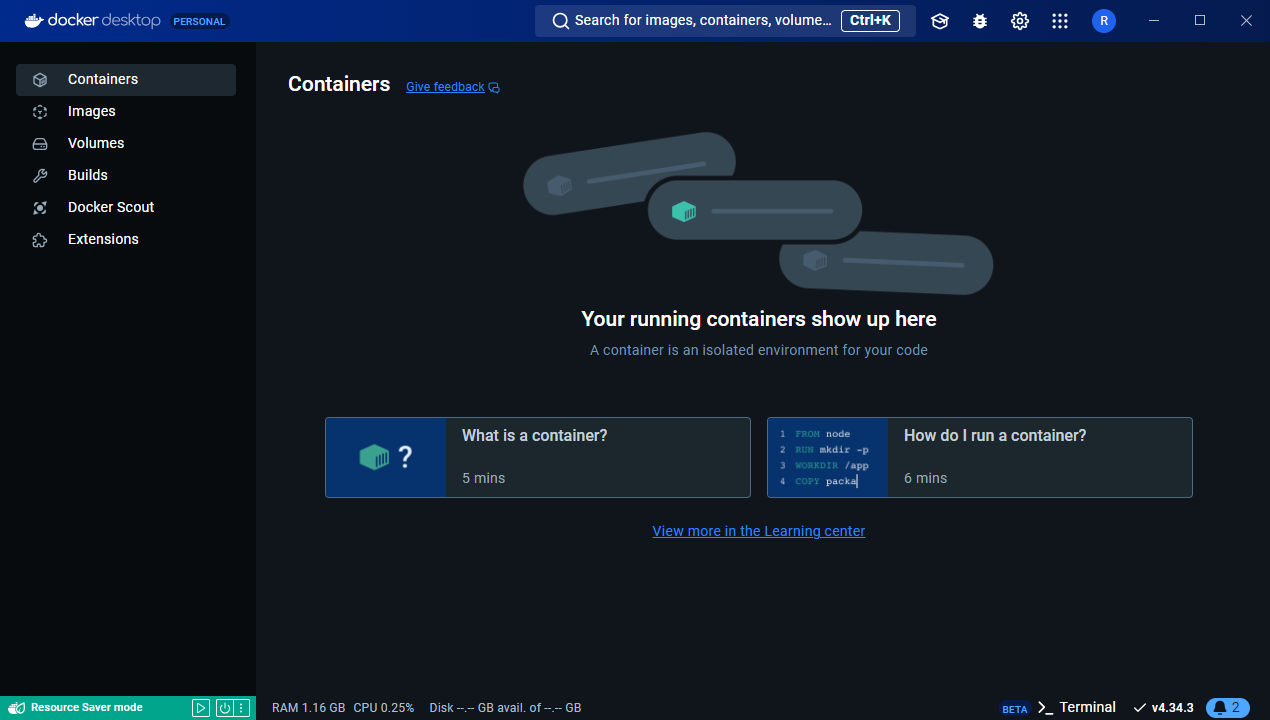 docker desktop PERSONAL
Search for images, containers, volume... Ctrl+K
R
Containers
Images
Volumes
Builds
Docker Scout
Extensions
Containers Give feedback
Your running containers show up here
A container is an isolated environment for your code
?
What is a container?
5 mins
1 FROM node
2 RUN mkdir -p
3 WORKDIR /app
4 COPY packa
How do I run a container?
6 mins
View more in the Learning center
Resource Saver mode
RAM 1.16 GB CPU 0.25% Disk --.-- GB avail. of --.-- GB
BETA >_ Terminal v4.34.3 2